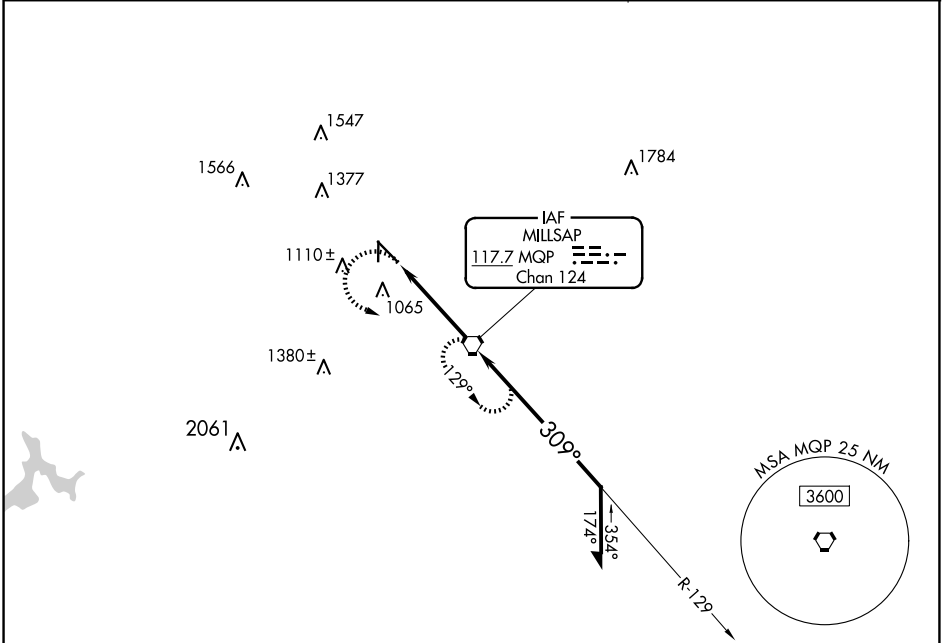 1547
1566
1377
1784
IAF
MILLSAP
117.7 MQP
Chan 124
1110±
1065
1380±
129°
2061
309°
MSA MQP 25 NM
3600
174°
354°
R-129